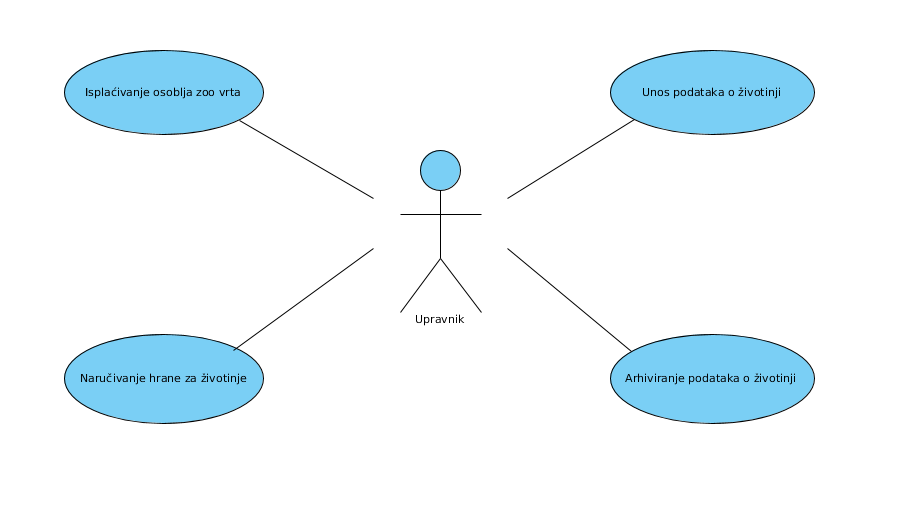 Isplaćivanje osoblja zoo vrta
Unos podataka o životinji
Upravnik
Naručivanje hrane za životinje
Arhiviranje podataka o životinji